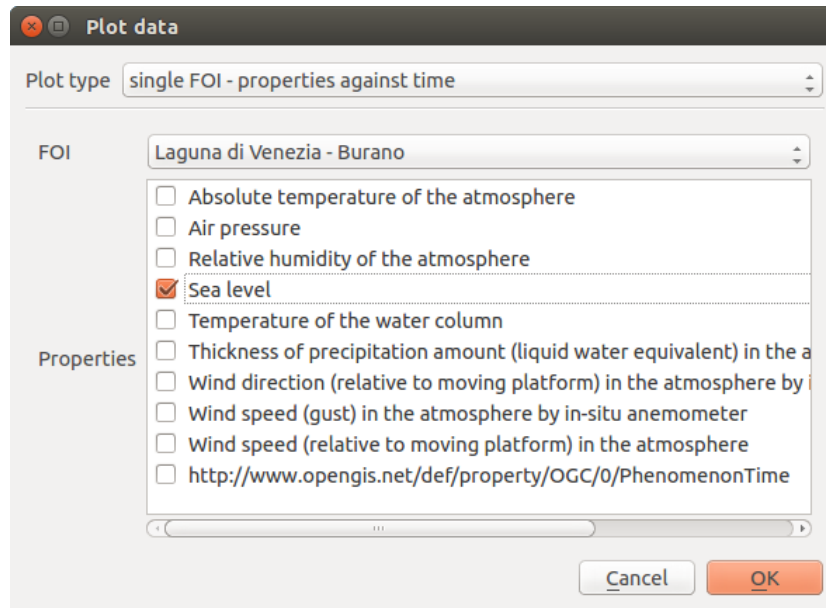 Plot data
Plot type single FOI - properties against time
FOI Laguna di Venezia - Burano
Absolute temperature of the atmosphere
Air pressure
Relative humidity of the atmosphere
Sea level
Temperature of the water column
Properties
Thickness of precipitation amount (liquid water equivalent) in the a
Wind direction (relative to moving platform) in the atmosphere by i
Wind speed (gust) in the atmosphere by in-situ anemometer
Wind speed (relative to moving platform) in the atmosphere
http://www.opengis.net/def/property/OGC/0/PhenomenonTime
Cancel OK